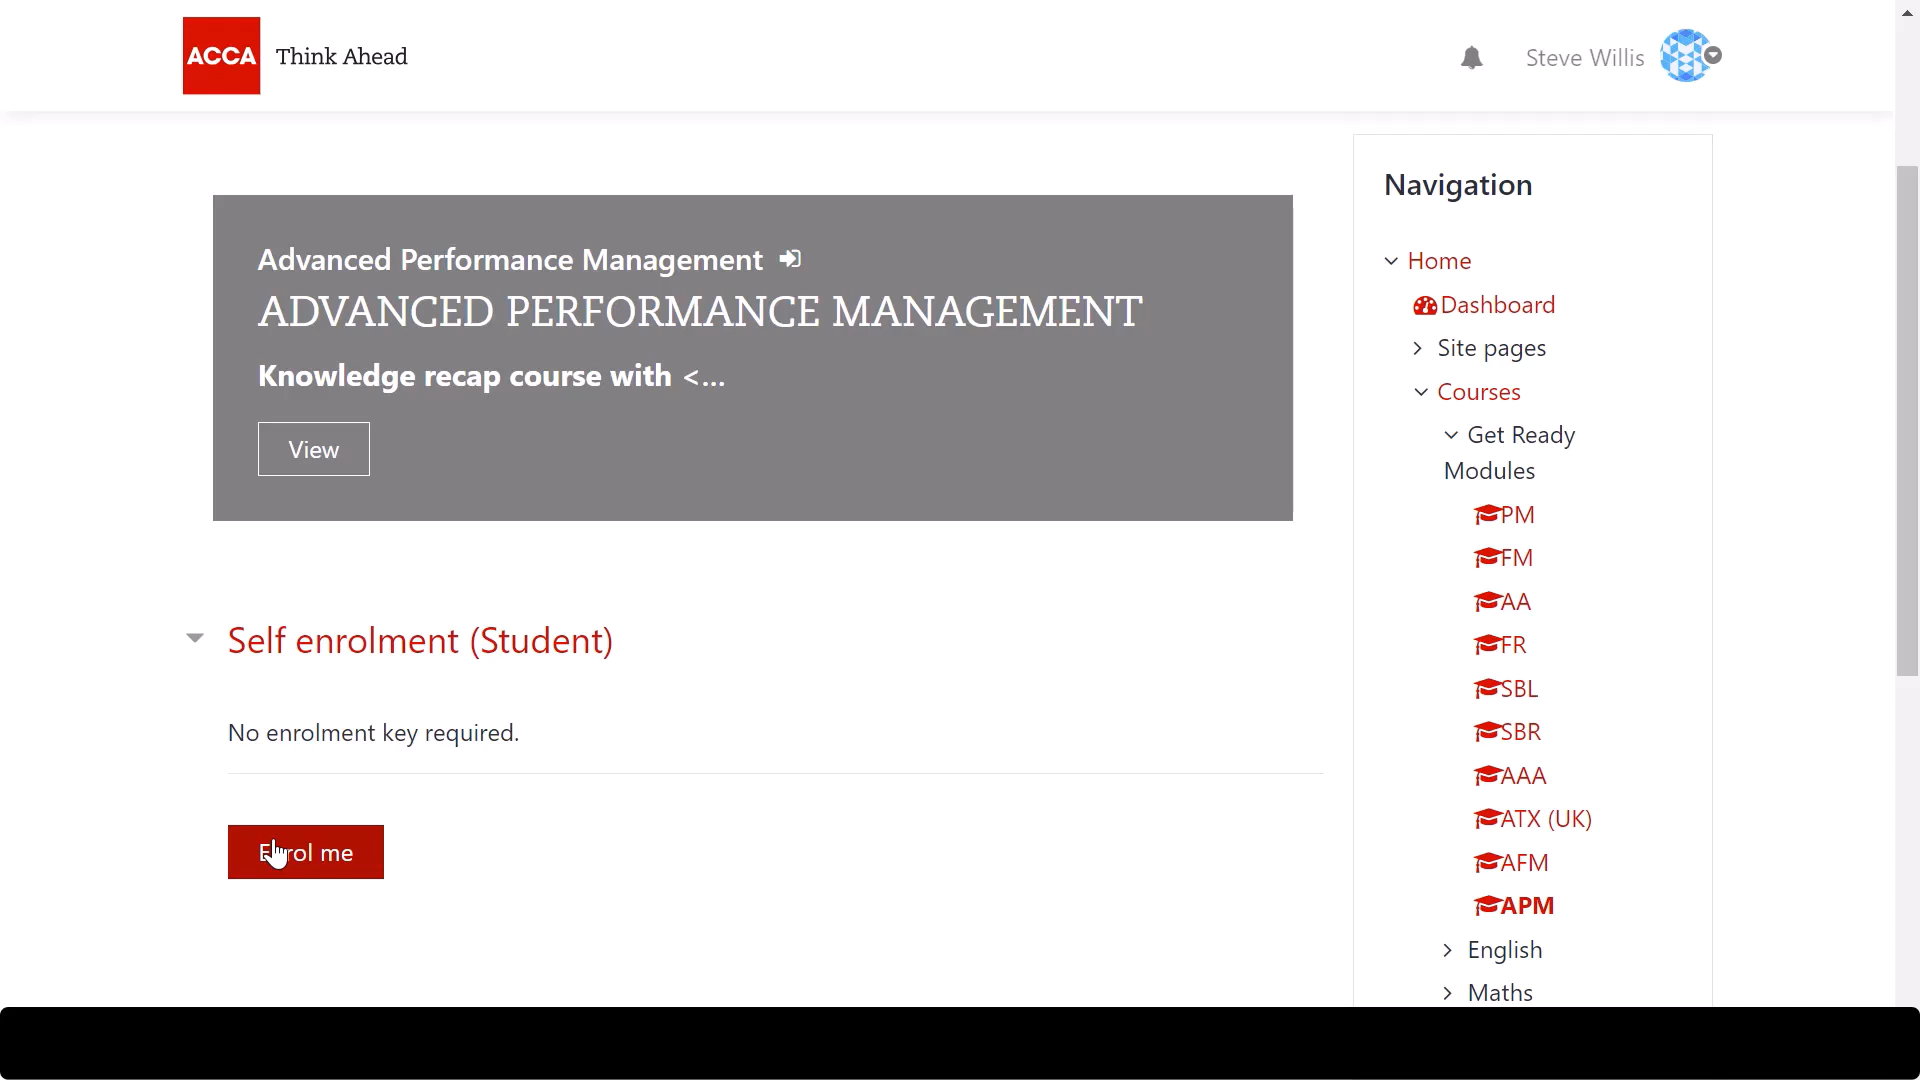 ACCA Think Ahead
Steve Willis
Advanced Performance Management
ADVANCED PERFORMANCE MANAGEMENT
Knowledge recap course with <...
View
Self enrolment (Student)
No enrolment key required.
Enrol me
Navigation
Home
Dashboard
Site pages
Courses
Get Ready
Modules
PM
FM
AA
FR
SBL
SBR
AAA
ATX (UK)
AFM
APM
English
Maths